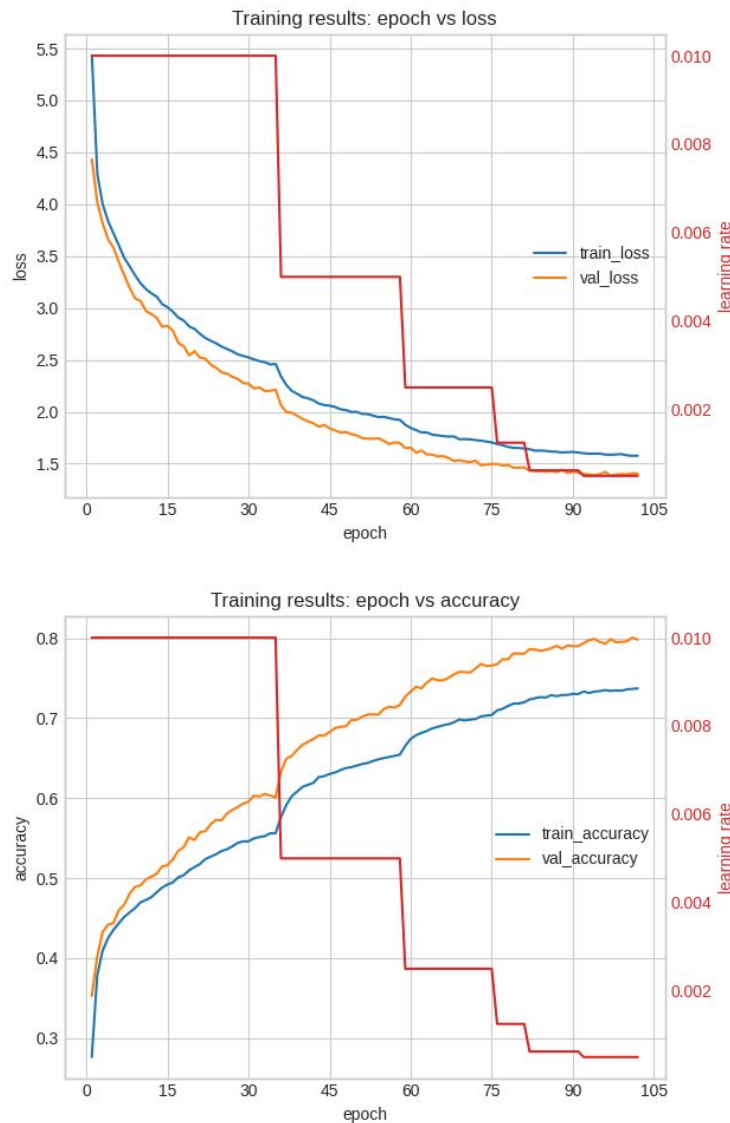 Training results: epoch vs loss
5.5
5.0
4.5
4.0
3.5
3.0
2.5
2.0
1.5
loss
0.010
0.008
0.006
0.004
0.002
learning rate
train_loss
val_loss
0 15 30 45 60 75 90 105
epoch
Training results: epoch vs accuracy
0.8
0.7
0.6
0.5
0.4
0.3
accuracy
0.010
0.008
0.006
0.004
0.002
learning rate
train_accuracy
val_accuracy
0 15 30 45 60 75 90 105
epoch